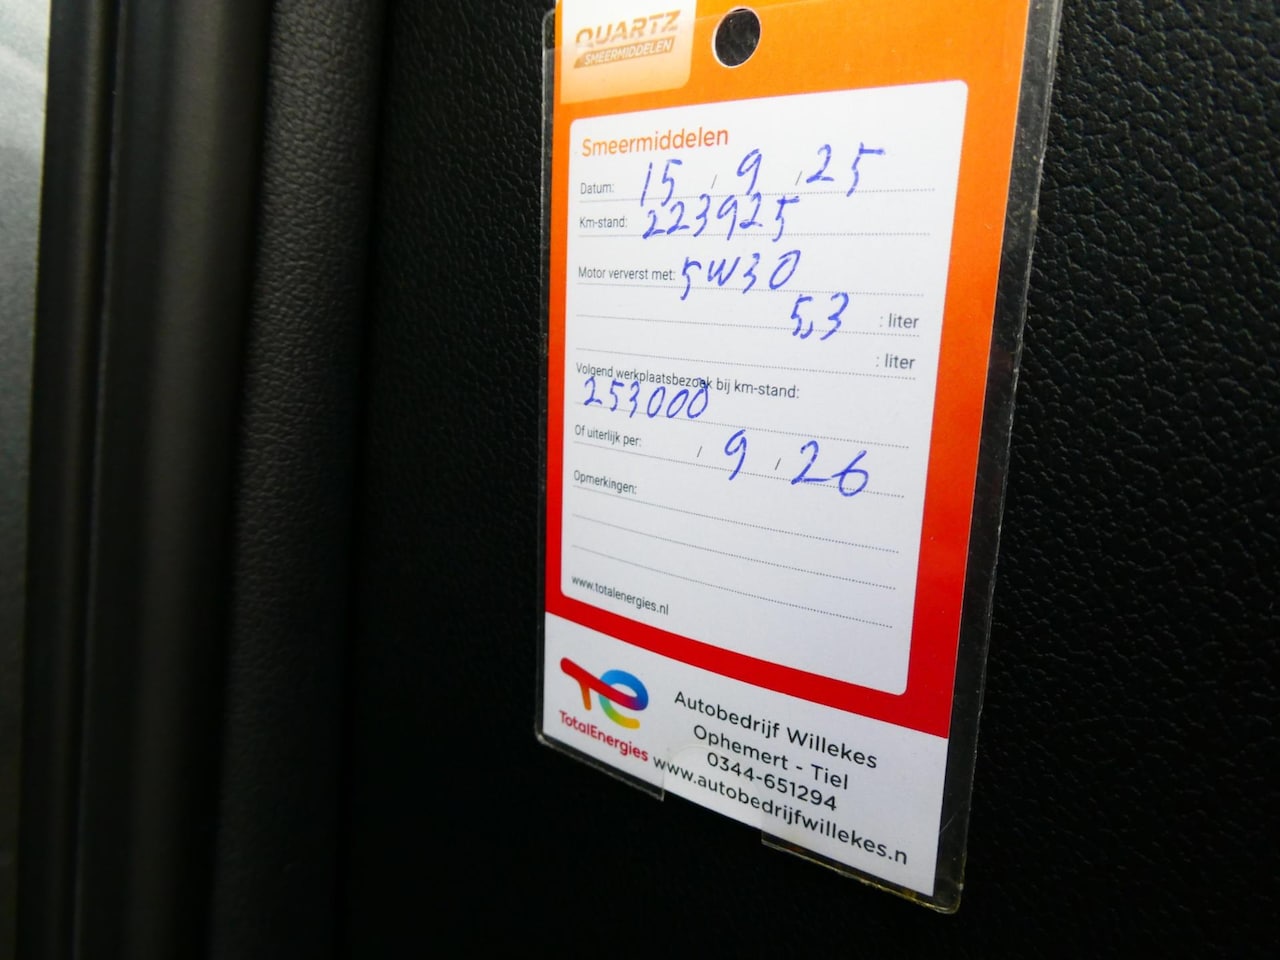 QUARTZ
SMEERMIDDELEN
Smeermiddelen
Datum: 15 / 9 / 25
Km-stand: 223925
Motor ververst met: 5W30
5,3 : liter
: liter
Volgend werkplaatsbezoek bij km-stand:
253000
Of uiterlijk per: / 9 / 26
Opmerkingen:
www.totalenergies.nl
TotalEnergies
Autobedrijf Willekes
Ophemert - Tiel
0344-651294
www.autobedrijfwillekes.n